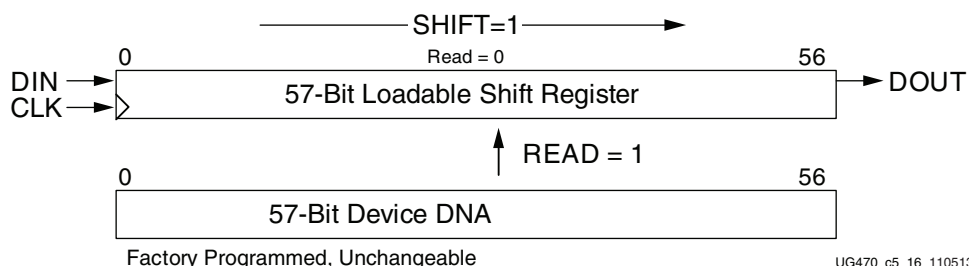 SHIFT=1
0 Read = 0 56
DIN 57-Bit Loadable Shift Register DOUT
CLK
READ = 1
0 56
57-Bit Device DNA
Factory Programmed, Unchangeable UG470_c5_16_110513